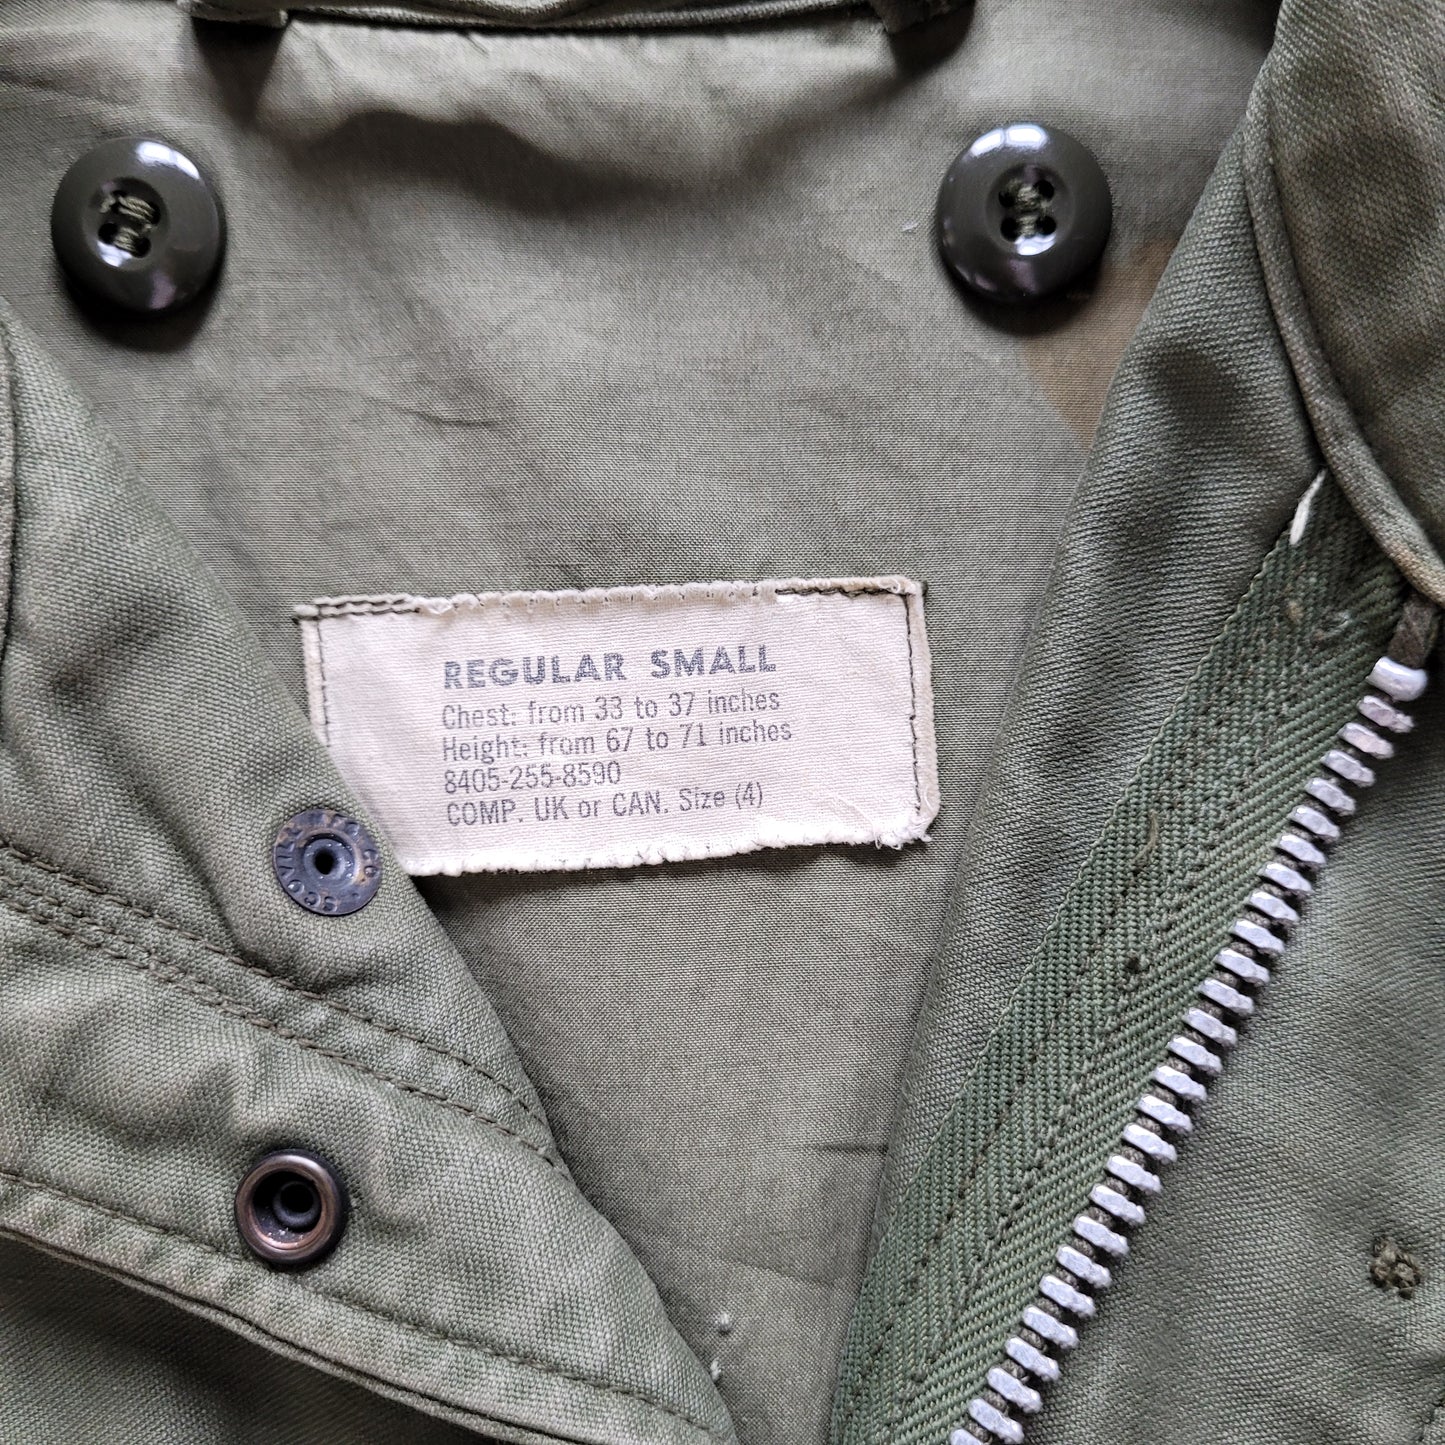 REGULAR SMALL
Chest: from 33 to 37 inches
Height: from 67 to 71 inches
8405-255-8590
COMP. UK or CAN. Size (4)
SCOVILL